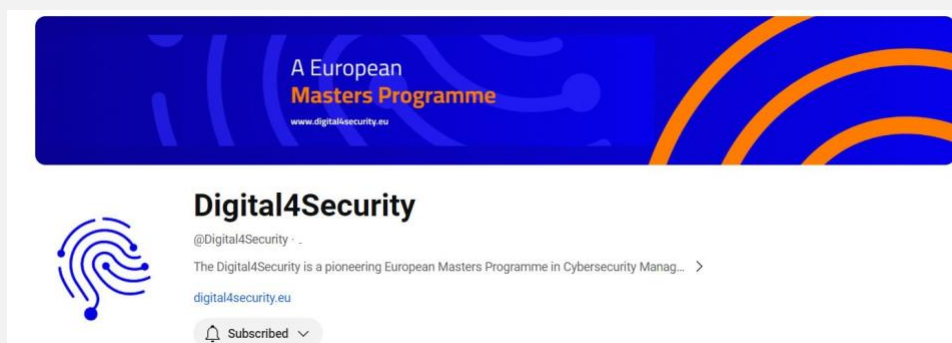 A European
Masters Programme
www.digital4security.eu
Digital4Security
@Digital4Security · .
The Digital4Security is a pioneering European Masters Programme in Cybersecurity Manag...
digital4security.eu
Subscribed